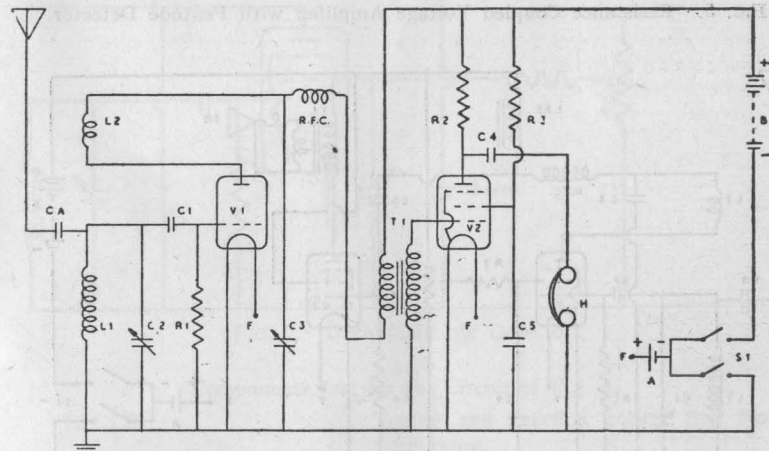 +
L2
R.F.C.
R2
R3
B
C4
−
CA
C1
V1
T1
V2
L1
C2
R1
F
C3
F
C5
H
+ −
F
S1
A